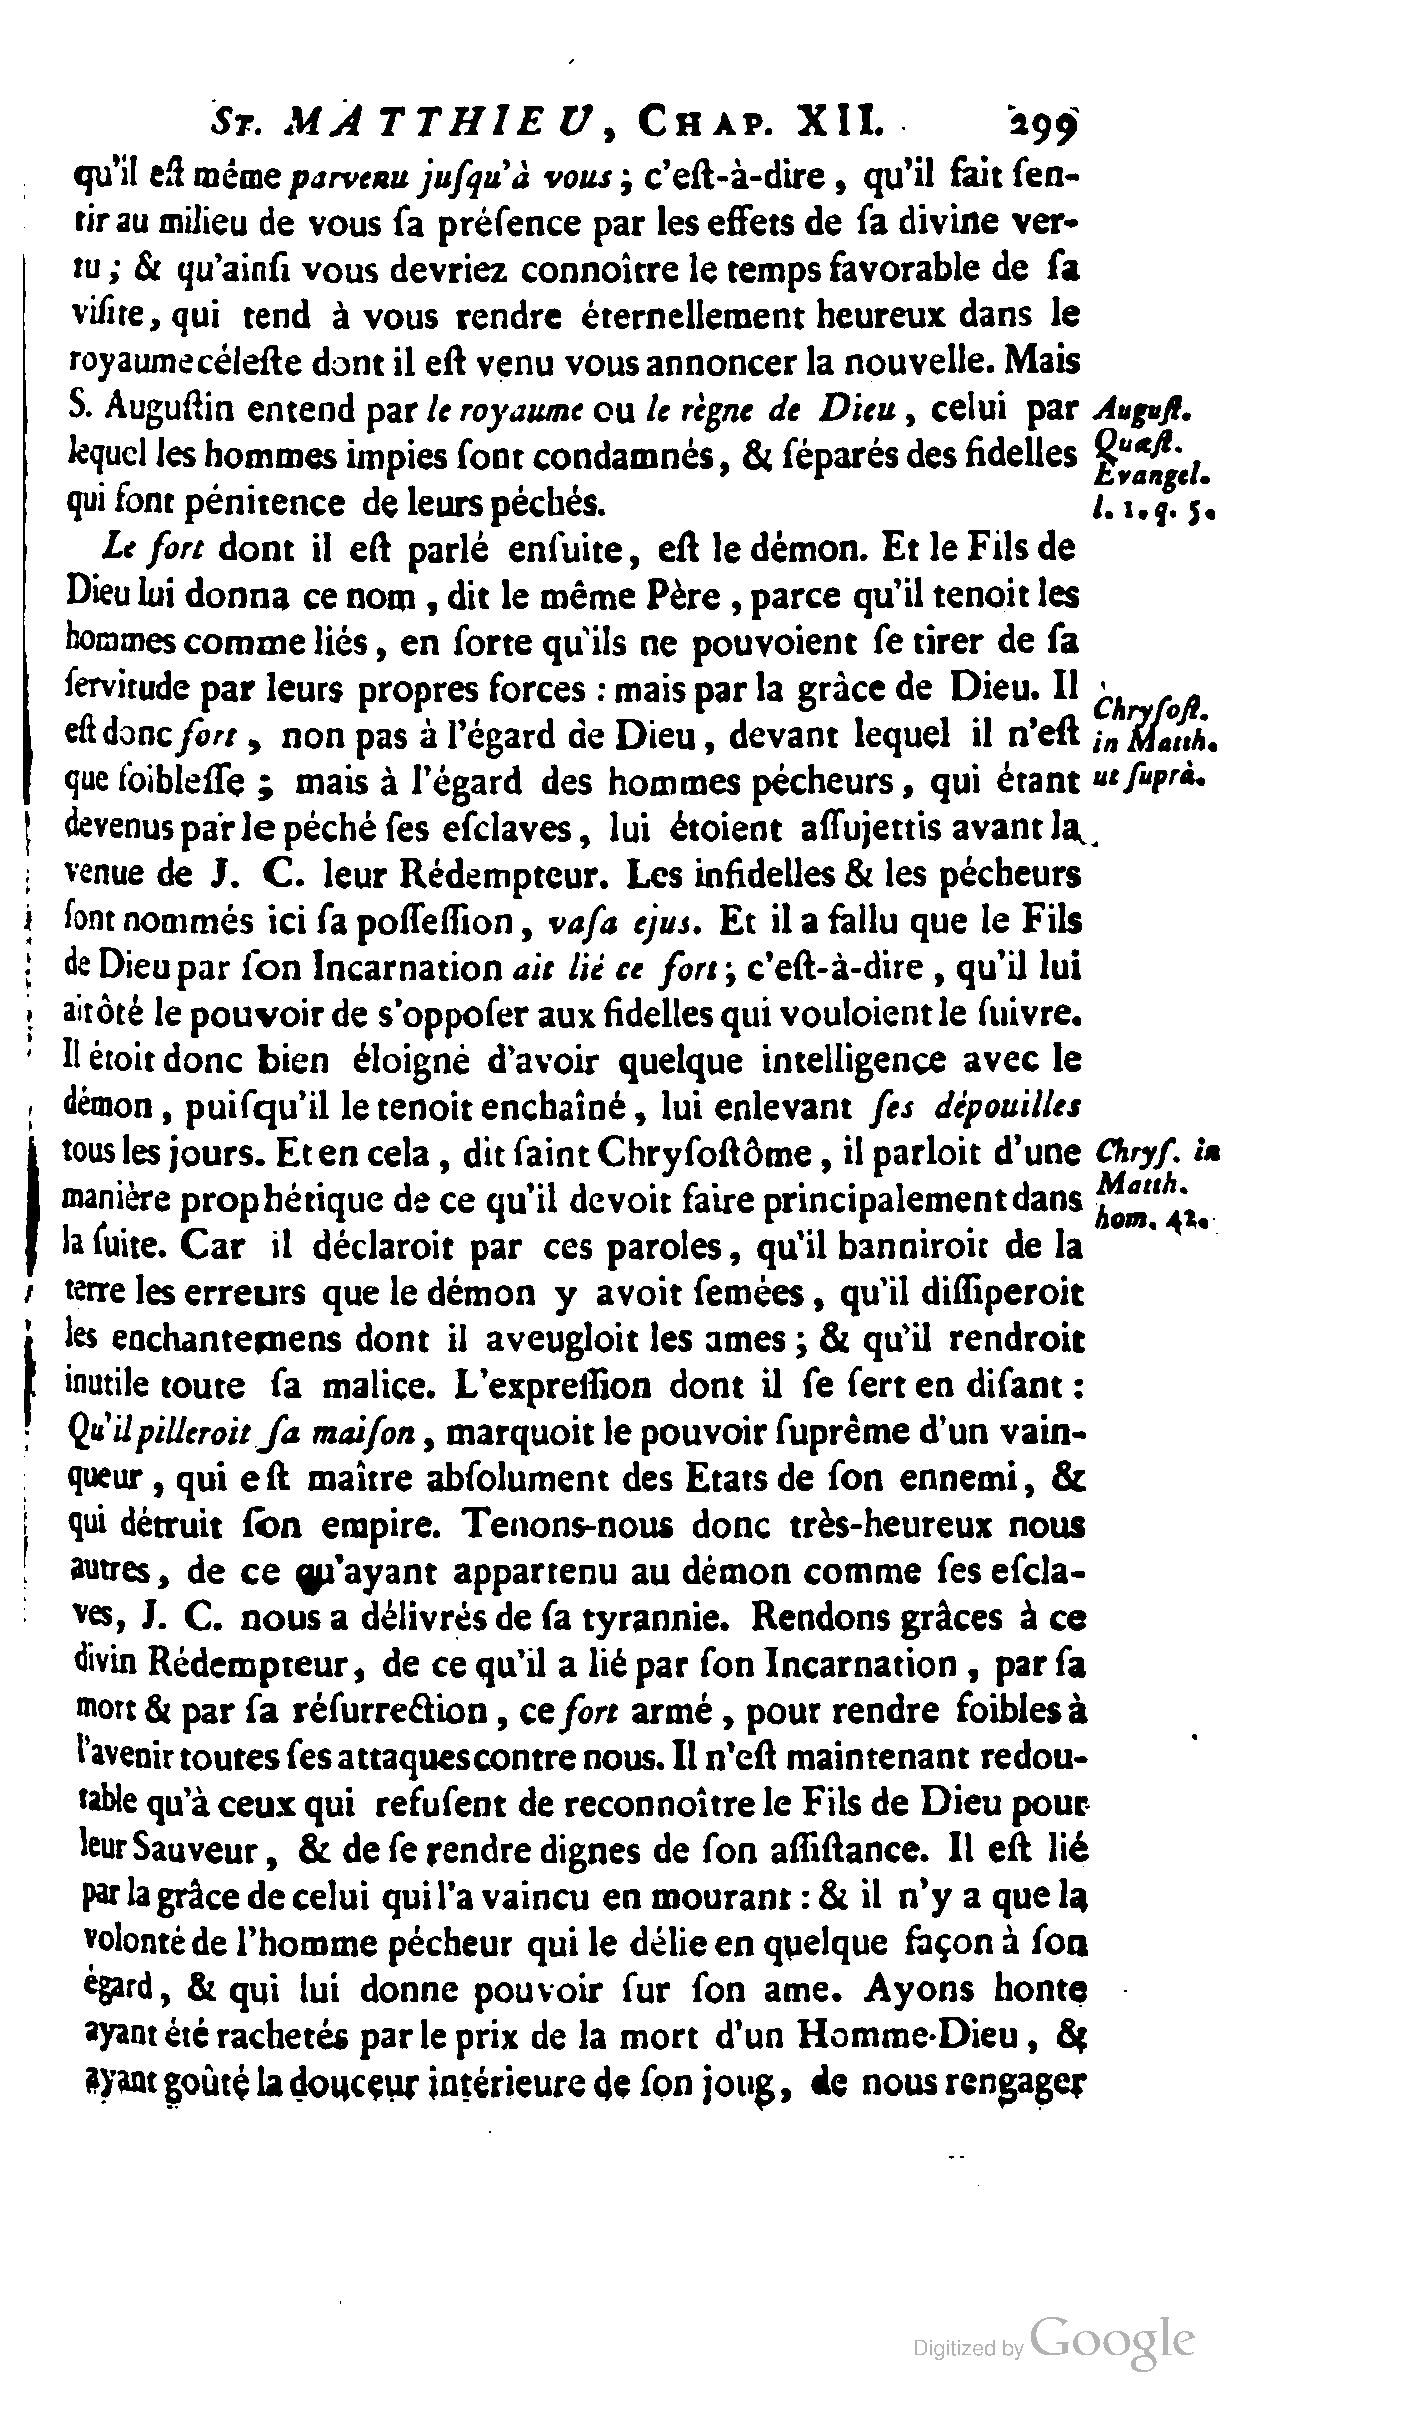 ST. MATTHIEU, CHAP. XII. 299
qu'il eſt même parvenu juſqu'à vous; c'eſt-à-dire, qu'il fait ſen-
tir au milieu de vous ſa préſence par les effets de ſa divine ver-
tu; & qu'ainſi vous devriez connoître le temps favorable de ſa
viſite, qui tend à vous rendre éternellement heureux dans le
royaume céleſte dont il eſt venu vous annoncer la nouvelle. Mais
S. Auguſtin entend par le royaume ou le règne de Dieu, celui par
lequel les hommes impies ſont condamnés, & ſéparés des fidelles
qui font pénitence de leurs péchés.
Auguſt.
Quæſt.
Evangel.
l. 1. q. 5.
Le fort dont il eſt parlé enſuite, eſt le démon. Et le Fils de
Dieu lui donna ce nom, dit le même Père, parce qu'il tenoit les
hommes comme liés, en ſorte qu'ils ne pouvoient ſe tirer de ſa
ſervitude par leurs propres forces : mais par la grâce de Dieu. Il
eſt donc fort, non pas à l'égard de Dieu, devant lequel il n'eſt
que foibleſſe; mais à l'égard des hommes pécheurs, qui étant
Chryſoſt.
in Matth.
ut ſuprà.
devenus par le péché ſes eſclaves, lui étoient aſſujettis avant la
venue de J. C. leur Rédempteur. Les infidelles & les pécheurs
ſont nommés ici ſa poſſeſſion, vaſa ejus. Et il a fallu que le Fils
de Dieu par ſon Incarnation ait lié ce fort; c'eſt-à-dire, qu'il lui
ait ôté le pouvoir de s'oppoſer aux fidelles qui vouloient le ſuivre.
Il étoit donc bien éloigné d'avoir quelque intelligence avec le
démon, puiſqu'il le tenoit enchaîné, lui enlevant ſes dépouilles
tous les jours. Et en cela, dit ſaint Chryſoſtôme, il parloit d'une
manière prophétique de ce qu'il devoit faire principalement dans
la ſuite. Car il déclaroit par ces paroles, qu'il banniroit de la
Chryſ. in
Matth.
hom. 42.
terre les erreurs que le démon y avoit ſemées, qu'il diſſiperoit
les enchantemens dont il aveugloit les ames; & qu'il rendroit
inutile toute ſa malice. L'expreſſion dont il ſe ſert en diſant :
Qu'il pilleroit ſa maiſon, marquoit le pouvoir ſuprême d'un vain-
queur, qui eſt maître abſolument des Etats de ſon ennemi, &
qui détruit ſon empire. Tenons-nous donc très-heureux nous
autres, de ce qu'ayant appartenu au démon comme ſes eſcla-
ves, J. C. nous a délivrés de ſa tyrannie. Rendons grâces à ce
divin Rédempteur, de ce qu'il a lié par ſon Incarnation, par ſa
mort & par ſa réſurrection, ce fort armé, pour rendre foibles à
l'avenir toutes ſes attaques contre nous. Il n'eſt maintenant redou-
table qu'à ceux qui refuſent de reconnoître le Fils de Dieu pour
leur Sauveur, & de ſe rendre dignes de ſon aſſiſtance. Il eſt lié
par la grâce de celui qui l'a vaincu en mourant : & il n'y a que la
volonté de l'homme pécheur qui le délie en quelque façon à ſon
égard, & qui lui donne pouvoir ſur ſon ame. Ayons honte
ayant été rachetés par le prix de la mort d'un Homme-Dieu, &
ayant goûté la douceur intérieure de ſon joug, de nous rengager
Digitized by Google